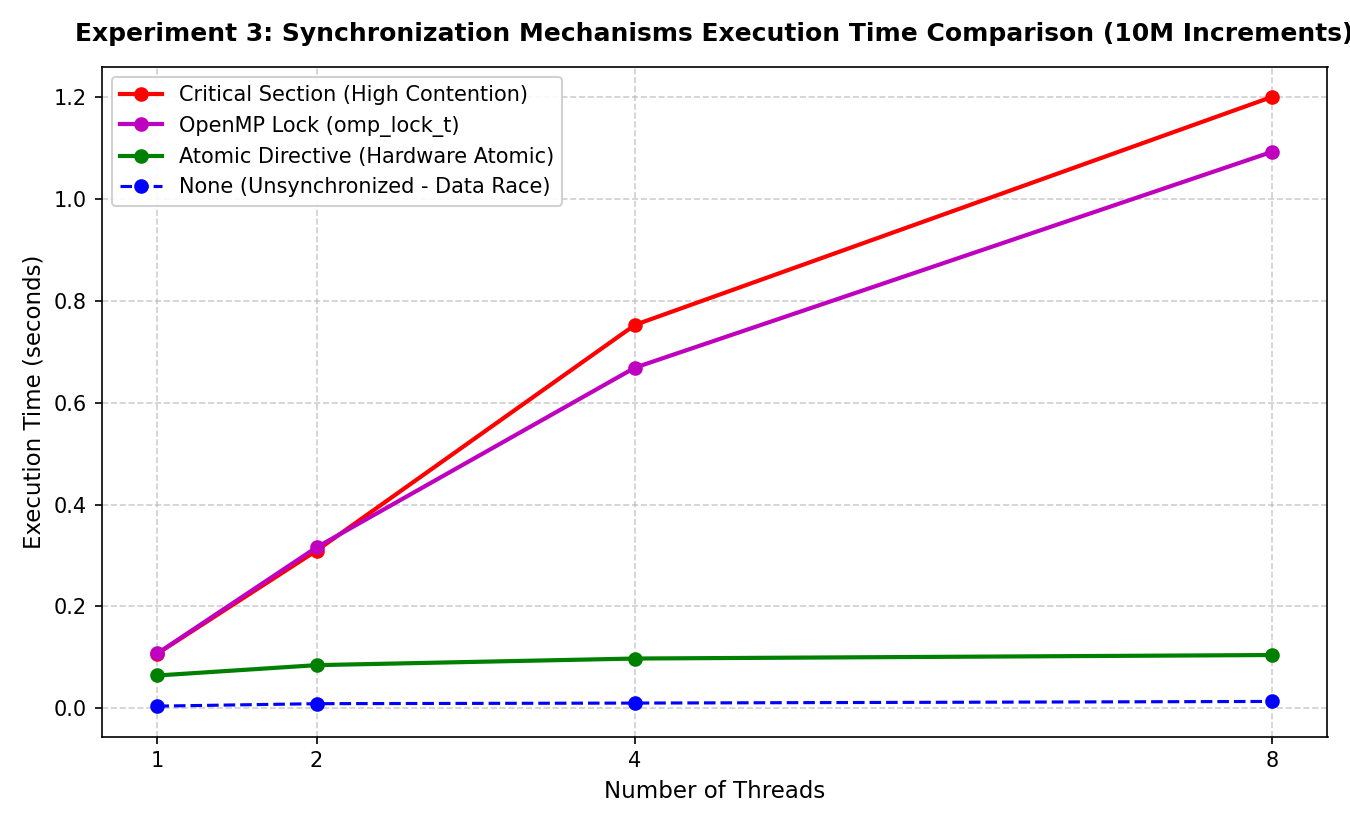 Experiment 3: Synchronization Mechanisms Execution Time Comparison (10M Increments)
Critical Section (High Contention)
OpenMP Lock (omp_lock_t)
Atomic Directive (Hardware Atomic)
None (Unsynchronized - Data Race)
Execution Time (seconds)
1.2
1.0
0.8
0.6
0.4
0.2
0.0
1 2 4 8
Number of Threads